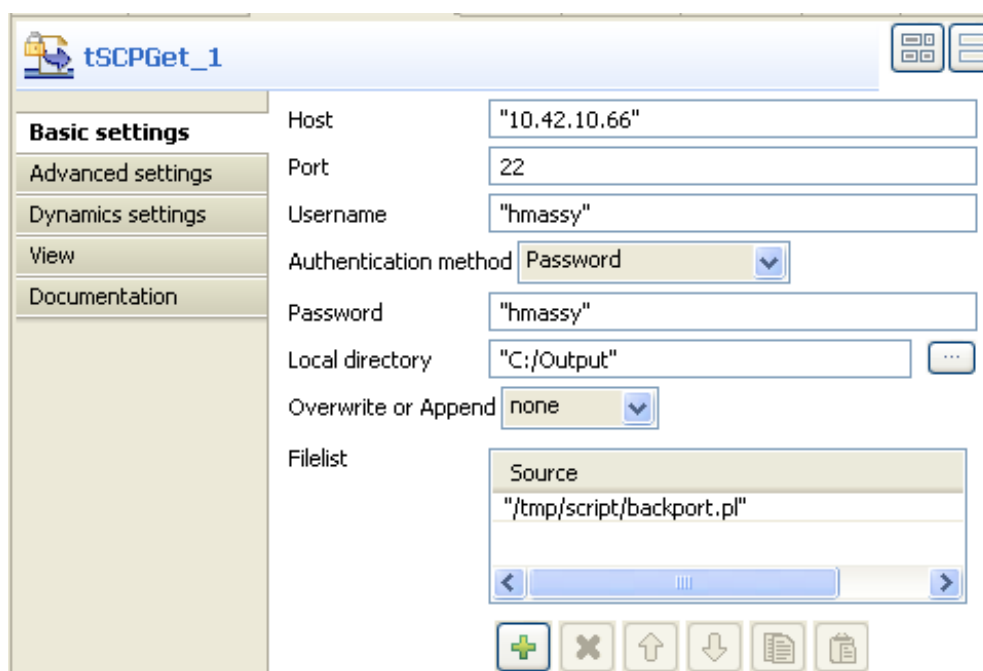 tSCPGet_1
Basic settings
Advanced settings
Dynamics settings
View
Documentation
Host "10.42.10.66"
Port 22
Username "hmassy"
Authentication method Password
Password "hmassy"
Local directory "C:/Output" ...
Overwrite or Append none
Filelist
Source
"/tmp/script/backport.pl"